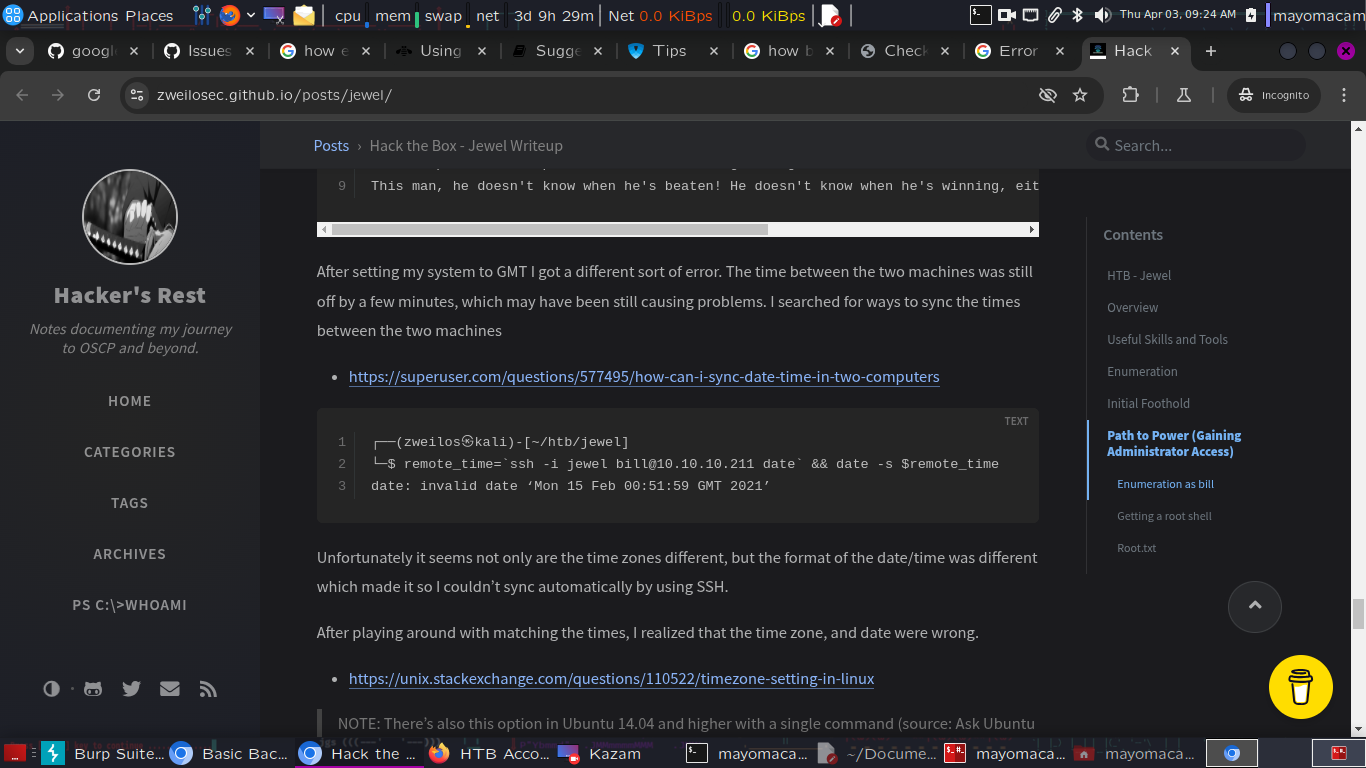 Applications Places
cpu mem swap net 3d 9h 29m Net 0.0 KiBps 0.0 KiBps
Thu Apr 03, 09:24 AM
mayomacam
googl
Issues
how e
Using
Sugge
Tips
how b
Check
Error
Hack
zweilosec.github.io/posts/jewel/
Incognito
Posts › Hack the Box - Jewel Writeup
Search...
Hacker's Rest
Notes documenting my journey
to OSCP and beyond.
HOME
CATEGORIES
TAGS
ARCHIVES
PS C:\>WHOAMI
9 This man, he doesn't know when he's beaten! He doesn't know when he's winning, eit
After setting my system to GMT I got a different sort of error. The time between the two machines was still
off by a few minutes, which may have been still causing problems. I searched for ways to sync the times
between the two machines
• https://superuser.com/questions/577495/how-can-i-sync-date-time-in-two-computers
TEXT
1 ┌──(zweilos㉿kali)-[~/htb/jewel]
2 └─$ remote_time=`ssh -i jewel bill@10.10.10.211 date` && date -s $remote_time
3 date: invalid date ‘Mon 15 Feb 00:51:59 GMT 2021’
Unfortunately it seems not only are the time zones different, but the format of the date/time was different
which made it so I couldn’t sync automatically by using SSH.
After playing around with matching the times, I realized that the time zone, and date were wrong.
• https://unix.stackexchange.com/questions/110522/timezone-setting-in-linux
NOTE: There’s also this option in Ubuntu 14.04 and higher with a single command (source: Ask Ubuntu
Contents
HTB - Jewel
Overview
Useful Skills and Tools
Enumeration
Initial Foothold
Path to Power (Gaining
Administrator Access)
Enumeration as bill
Getting a root shell
Root.txt
Burp Suite...
Basic Bac...
Hack the ...
HTB Acco...
Kazam
mayomaca...
~/Docume...
mayomaca...
mayomaca...